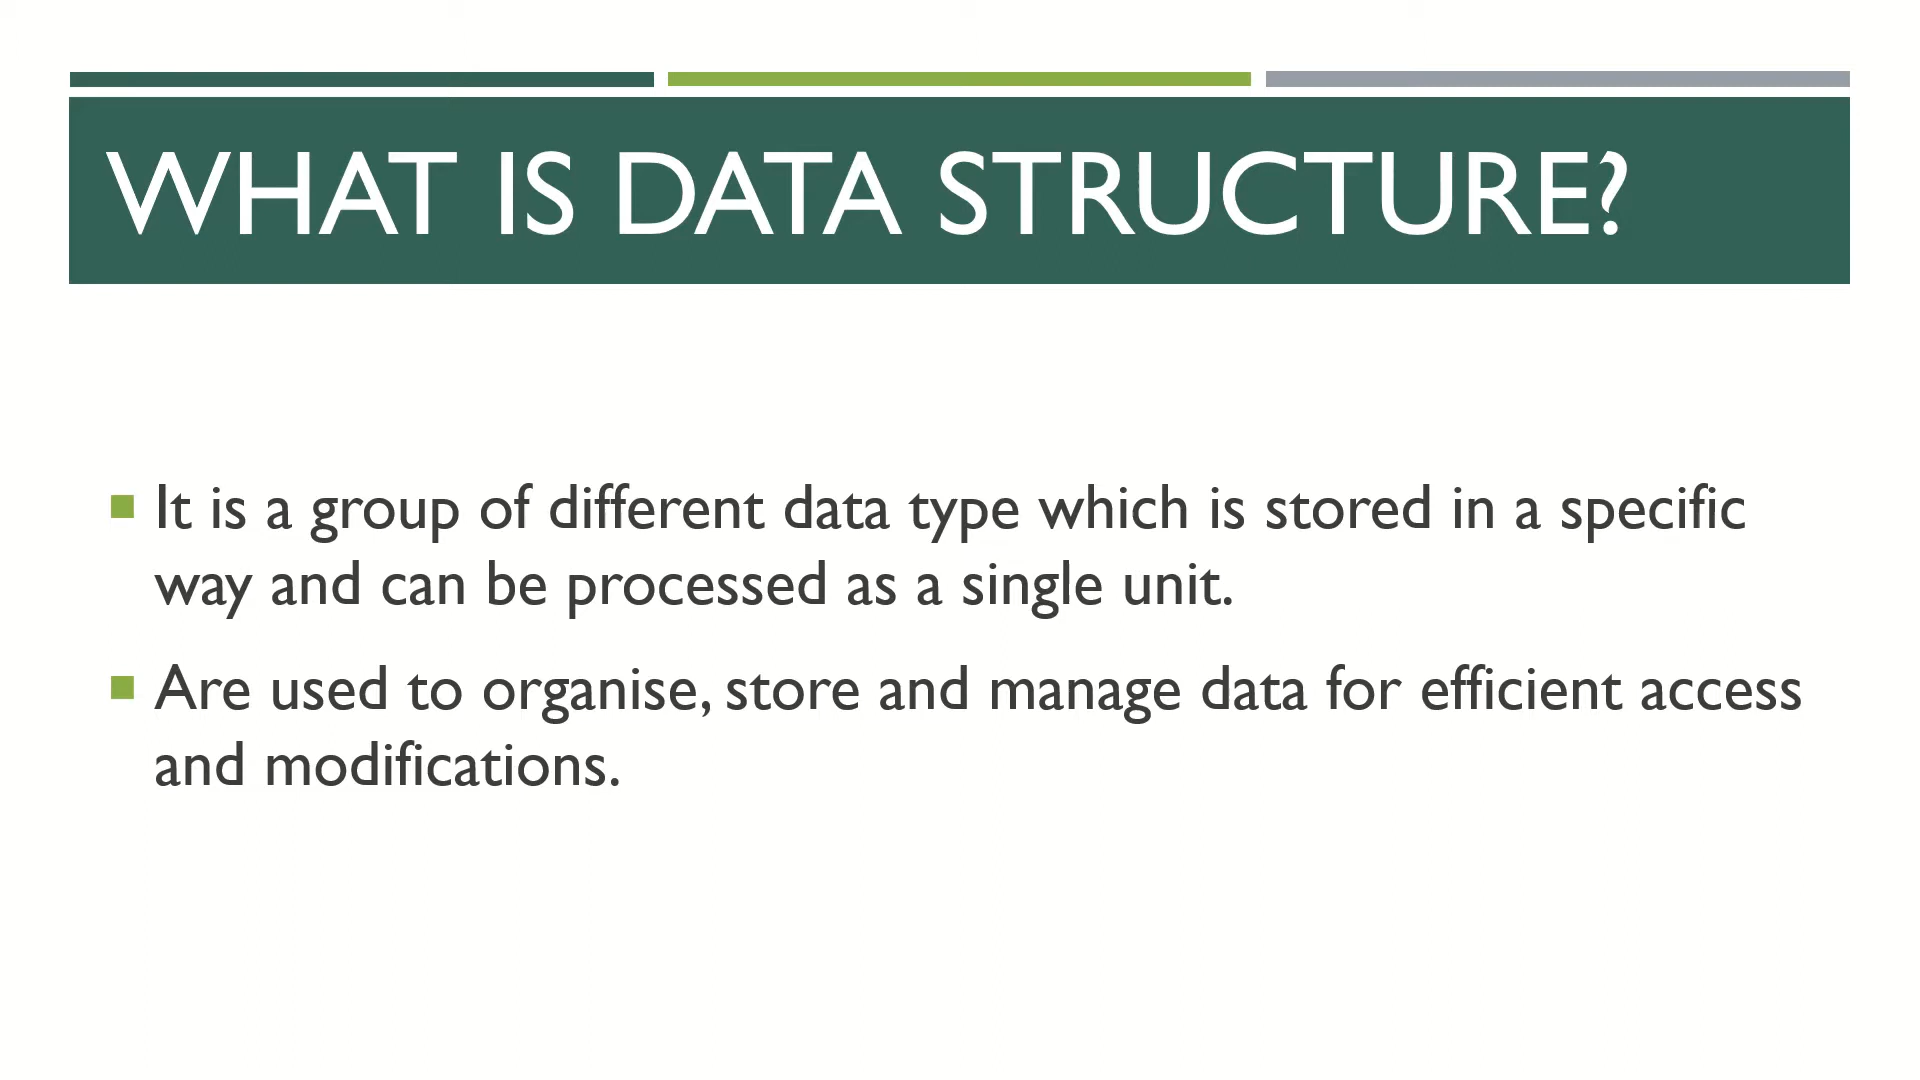 WHAT IS DATA STRUCTURE?
It is a group of different data type which is stored in a specific
way and can be processed as a single unit.
Are used to organise, store and manage data for efficient access
and modifications.